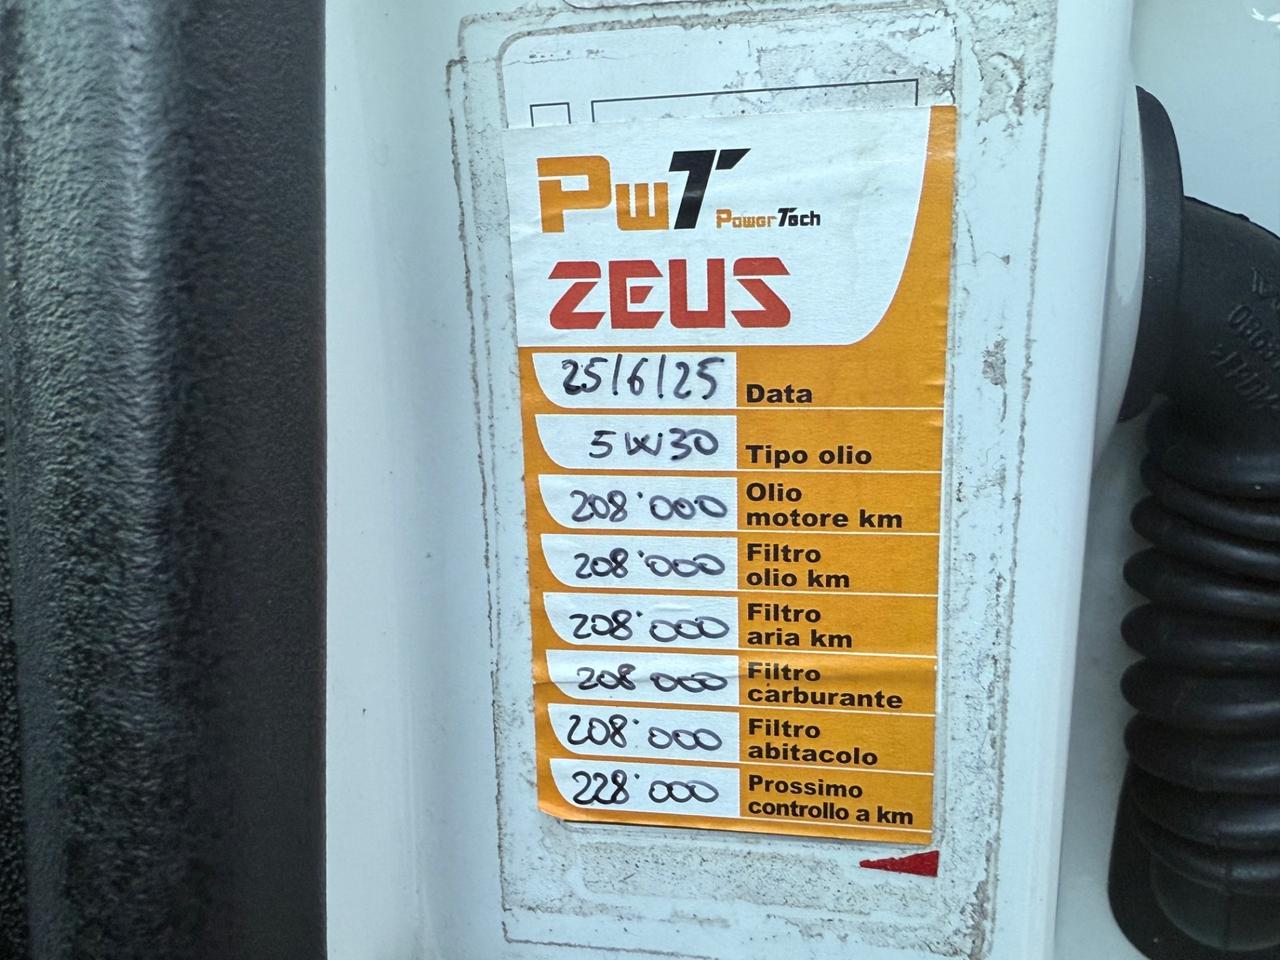 PWT PowerTech
ZEUS
25/6/25 Data
5W30 Tipo olio
208'000 Olio
motore km
208'000 Filtro
olio km
208'000 Filtro
aria km
208'000 Filtro
carburante
208'000 Filtro
abitacolo
228'000 Prossimo
controllo a km